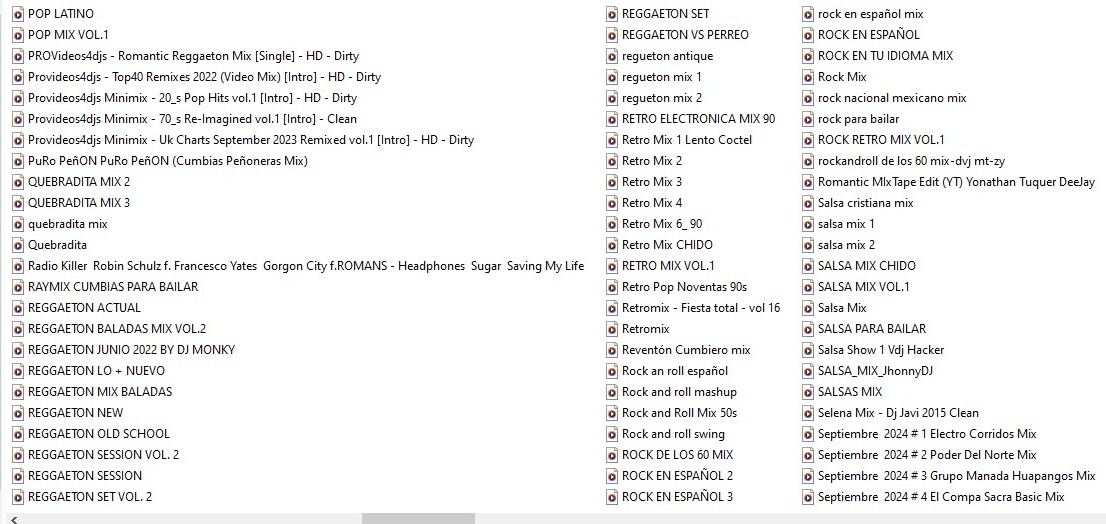 POP LATINO
POP MIX VOL.1
PROVideos4djs - Romantic Reggaeton Mix [Single] - HD - Dirty
Provideos4djs - Top40 Remixes 2022 (Video Mix) [Intro] - HD - Dirty
Provideos4djs Minimix - 20_s Pop Hits vol.1 [Intro] - HD - Dirty
Provideos4djs Minimix - 70_s Re-Imagined vol.1 [Intro] - Clean
Provideos4djs Minimix - Uk Charts September 2023 Remixed vol.1 [Intro] - HD - Dirty
PuRo PeñON PuRo PeñON (Cumbias Peñoneras Mix)
QUEBRADITA MIX 2
QUEBRADITA MIX 3
quebradita mix
Quebradita
Radio Killer  Robin Schulz f. Francesco Yates  Gorgon City f.ROMANS - Headphones  Sugar  Saving My Life
RAYMIX CUMBIAS PARA BAILAR
REGGAETON ACTUAL
REGGAETON BALADAS MIX VOL.2
REGGAETON JUNIO 2022 BY DJ MONKY
REGGAETON LO + NUEVO
REGGAETON MIX BALADAS
REGGAETON NEW
REGGAETON OLD SCHOOL
REGGAETON SESSION VOL. 2
REGGAETON SESSION
REGGAETON SET VOL. 2
REGGAETON SET
REGGAETON VS PERREO
regueton antique
regueton mix 1
regueton mix 2
RETRO ELECTRONICA MIX 90
Retro Mix 1 Lento Coctel
Retro Mix 2
Retro Mix 3
Retro Mix 4
Retro Mix 6_ 90
Retro Mix CHIDO
RETRO MIX VOL.1
Retro Pop Noventas 90s
Retromix - Fiesta total - vol 16
Retromix
Reventón Cumbiero mix
Rock an roll español
Rock and roll mashup
Rock and Roll Mix 50s
Rock and roll swing
ROCK DE LOS 60 MIX
ROCK EN ESPAÑOL 2
ROCK EN ESPAÑOL 3
rock en español mix
ROCK EN ESPAÑOL
ROCK EN TU IDIOMA MIX
Rock Mix
rock nacional mexicano mix
rock para bailar
ROCK RETRO MIX VOL.1
rockandroll de los 60 mix-dvj mt-zy
Romantic MIxTape Edit (YT) Yonathan Tuquer DeeJay
Salsa cristiana mix
salsa mix 1
salsa mix 2
SALSA MIX CHIDO
SALSA MIX VOL.1
Salsa Mix
SALSA PARA BAILAR
Salsa Show 1 Vdj Hacker
SALSA_MIX_JhonnyDJ
SALSAS MIX
Selena Mix - Dj Javi 2015 Clean
Septiembre  2024 # 1 Electro Corridos Mix
Septiembre  2024 # 2 Poder Del Norte Mix
Septiembre  2024 # 3 Grupo Manada Huapangos Mix
Septiembre  2024 # 4 El Compa Sacra Basic Mix